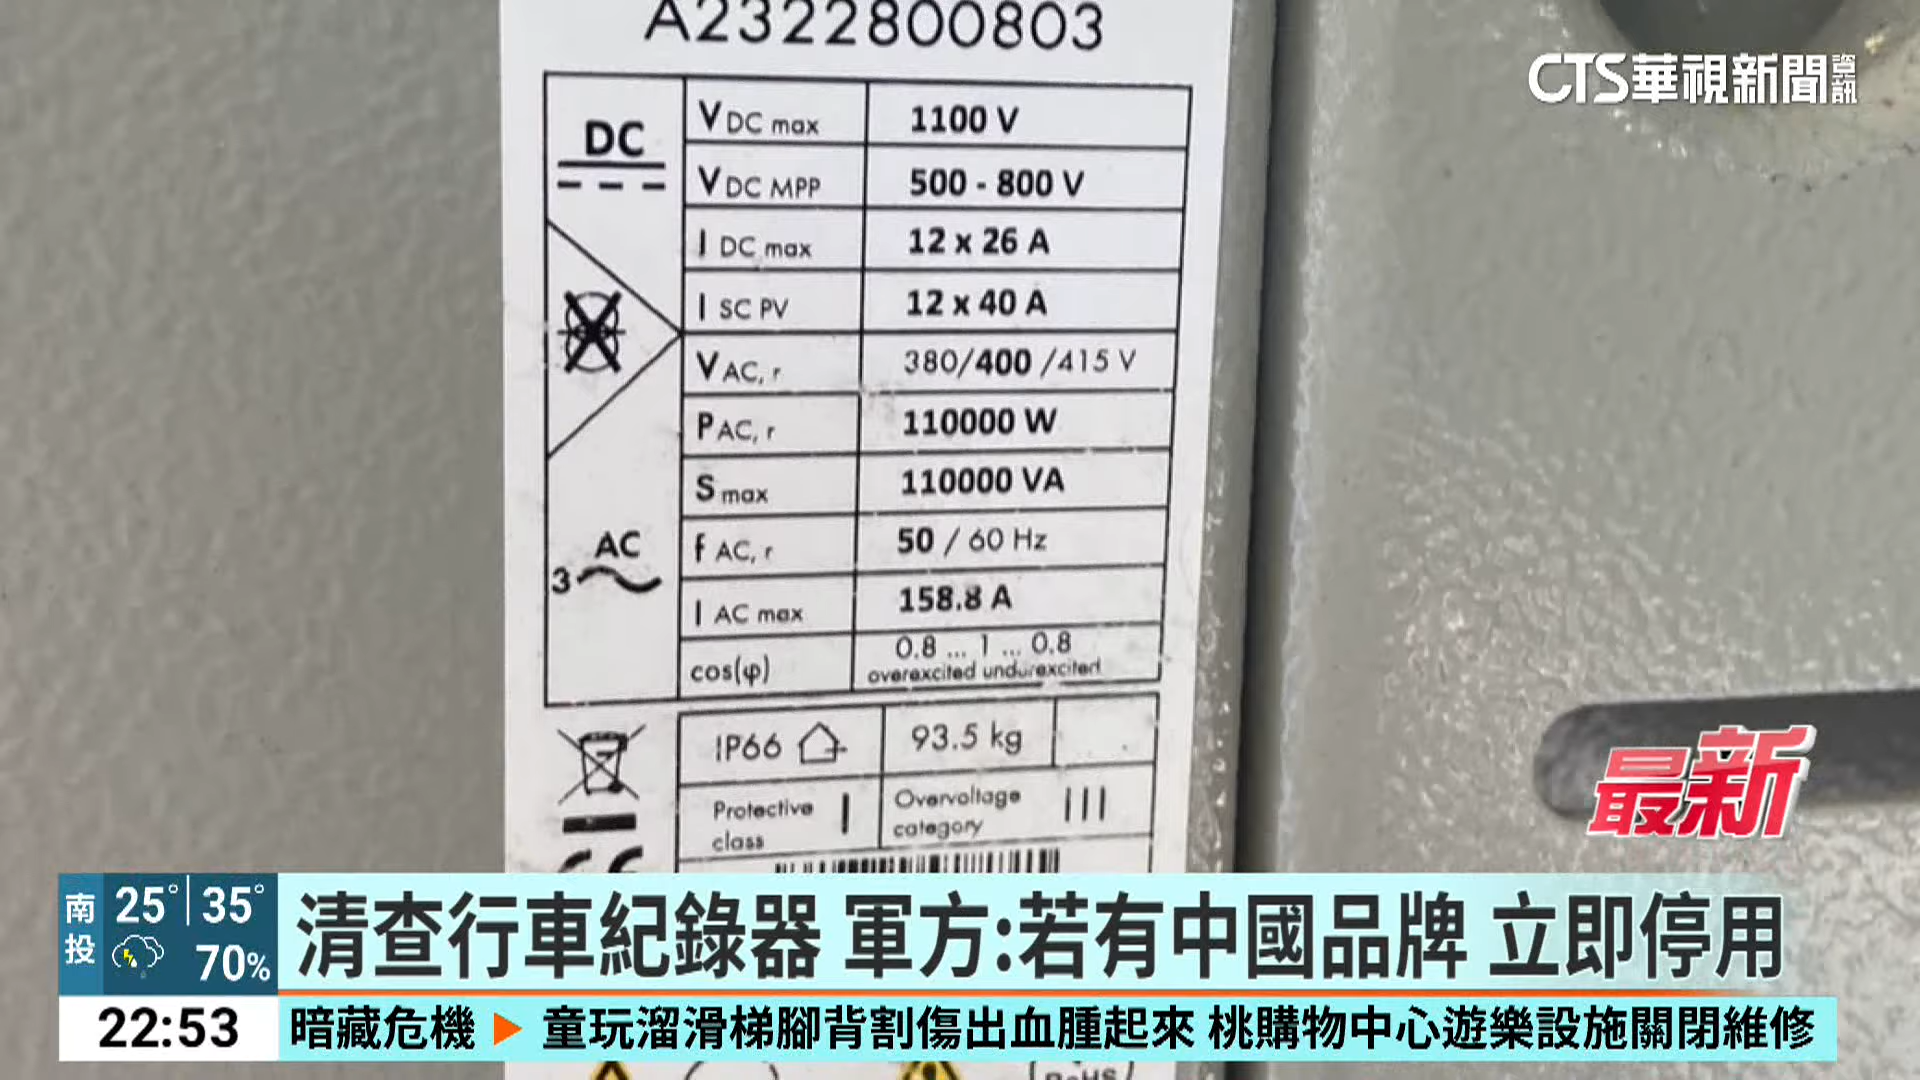 A2322800803
CTS華視新聞資訊
DC
V DC max 1100 V
V DC MPP 500 - 800 V
I DC max 12 x 26 A
I SC PV 12 x 40 A
V AC, r 380/400 /415 V
P AC, r 110000 W
S max 110000 VA
AC
3
f AC, r 50 / 60 Hz
I AC max 158.8 A
cos(φ) 0.8 ... 1 ... 0.8
overexcited undurexcited
IP66 93.5 kg
Protective class I
Overvoltage category III
最新
南投 25° 35° 70%
清查行車紀錄器 軍方:若有中國品牌 立即停用
22:53 暗藏危機 ▶ 童玩溜滑梯腳背割傷出血腫起來 桃購物中心遊樂設施關閉維修